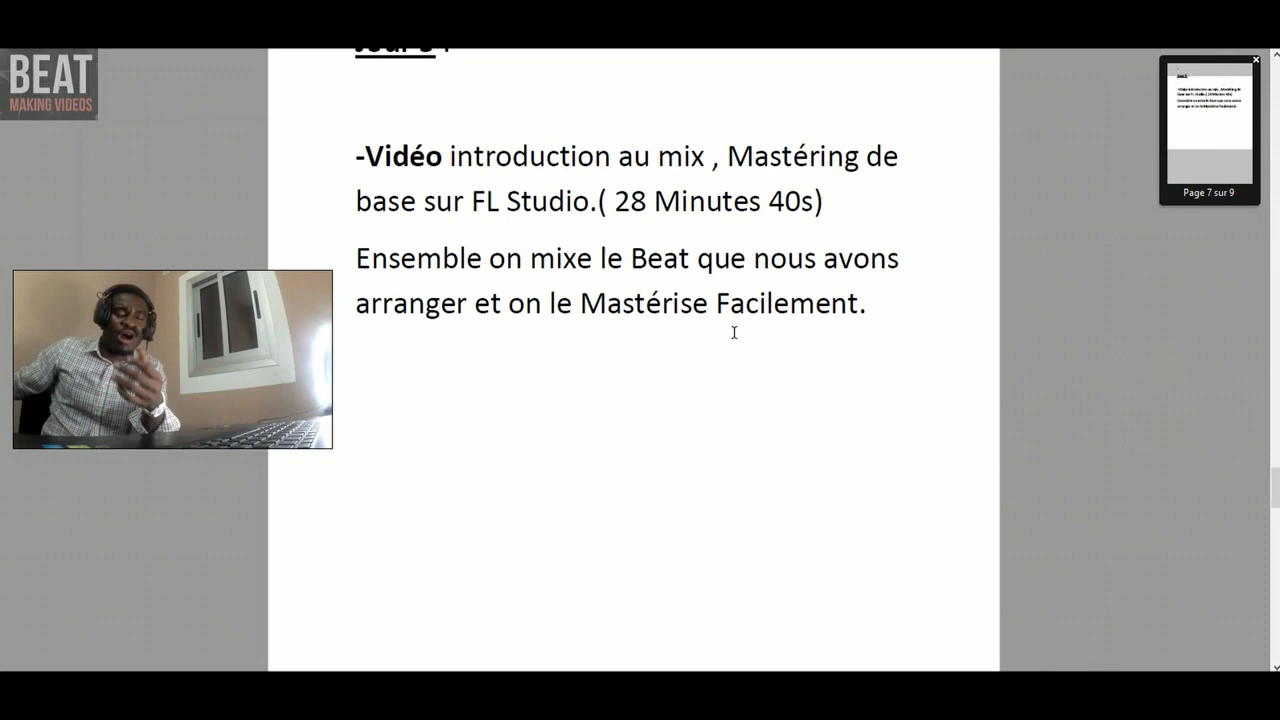 BEAT
MAKING VIDEOS
-Vidéo introduction au mix , Mastéring de
base sur FL Studio.( 28 Minutes 40s)
Ensemble on mixe le Beat que nous avons
arranger et on le Mastérise Facilement.
Page 7 sur 9